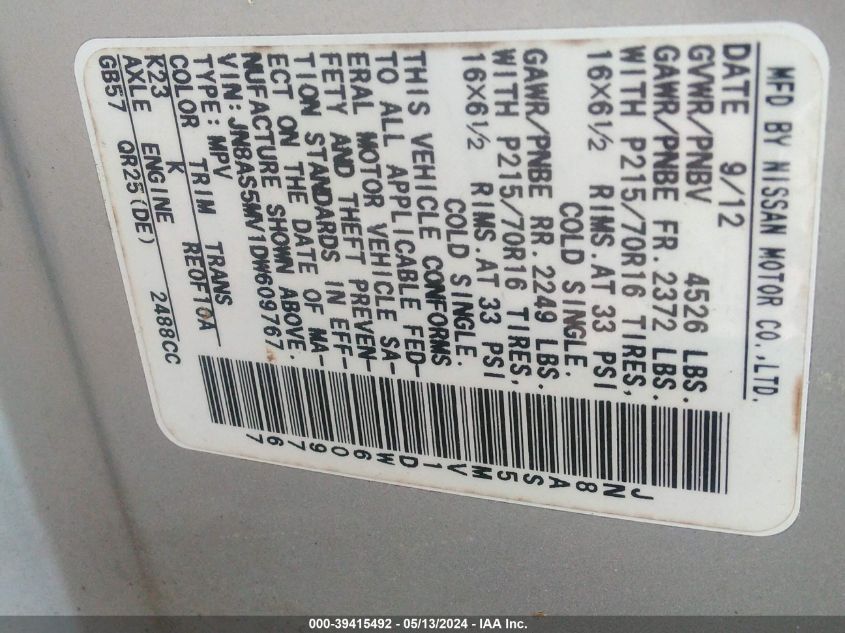 MFD BY NISSAN MOTOR CO.,LTD.
DATE 9/12
GVWR/PNBV 4526 LBS.
GAWR/PNBE FR. 2372 LBS.
WITH P215/70R16 TIRES,
16X6½ RIMS.AT 33 PSI
COLD SINGLE.
GAWR/PNBE RR. 2249 LBS.
WITH P215/70R16 TIRES,
16X6½ RIMS.AT 33 PSI
COLD SINGLE.
THIS VEHICLE CONFORMS
TO ALL APPLICABLE FED-
ERAL MOTOR VEHICLE SA-
FETY AND THEFT PREVEN-
TION STANDARDS IN EFF-
ECT ON THE DATE OF MA-
NUFACTURE SHOWN ABOVE.
VIN:JN8AS5MV1DW609767
TYPE:MPV
COLOR TRIM TRANS
K23 K RE0F10A
AXLE ENGINE
GB57 QR25(DE) 2488CC
JN8AS5MV1DW609767
000-39415492 - 05/13/2024 - IAA Inc.